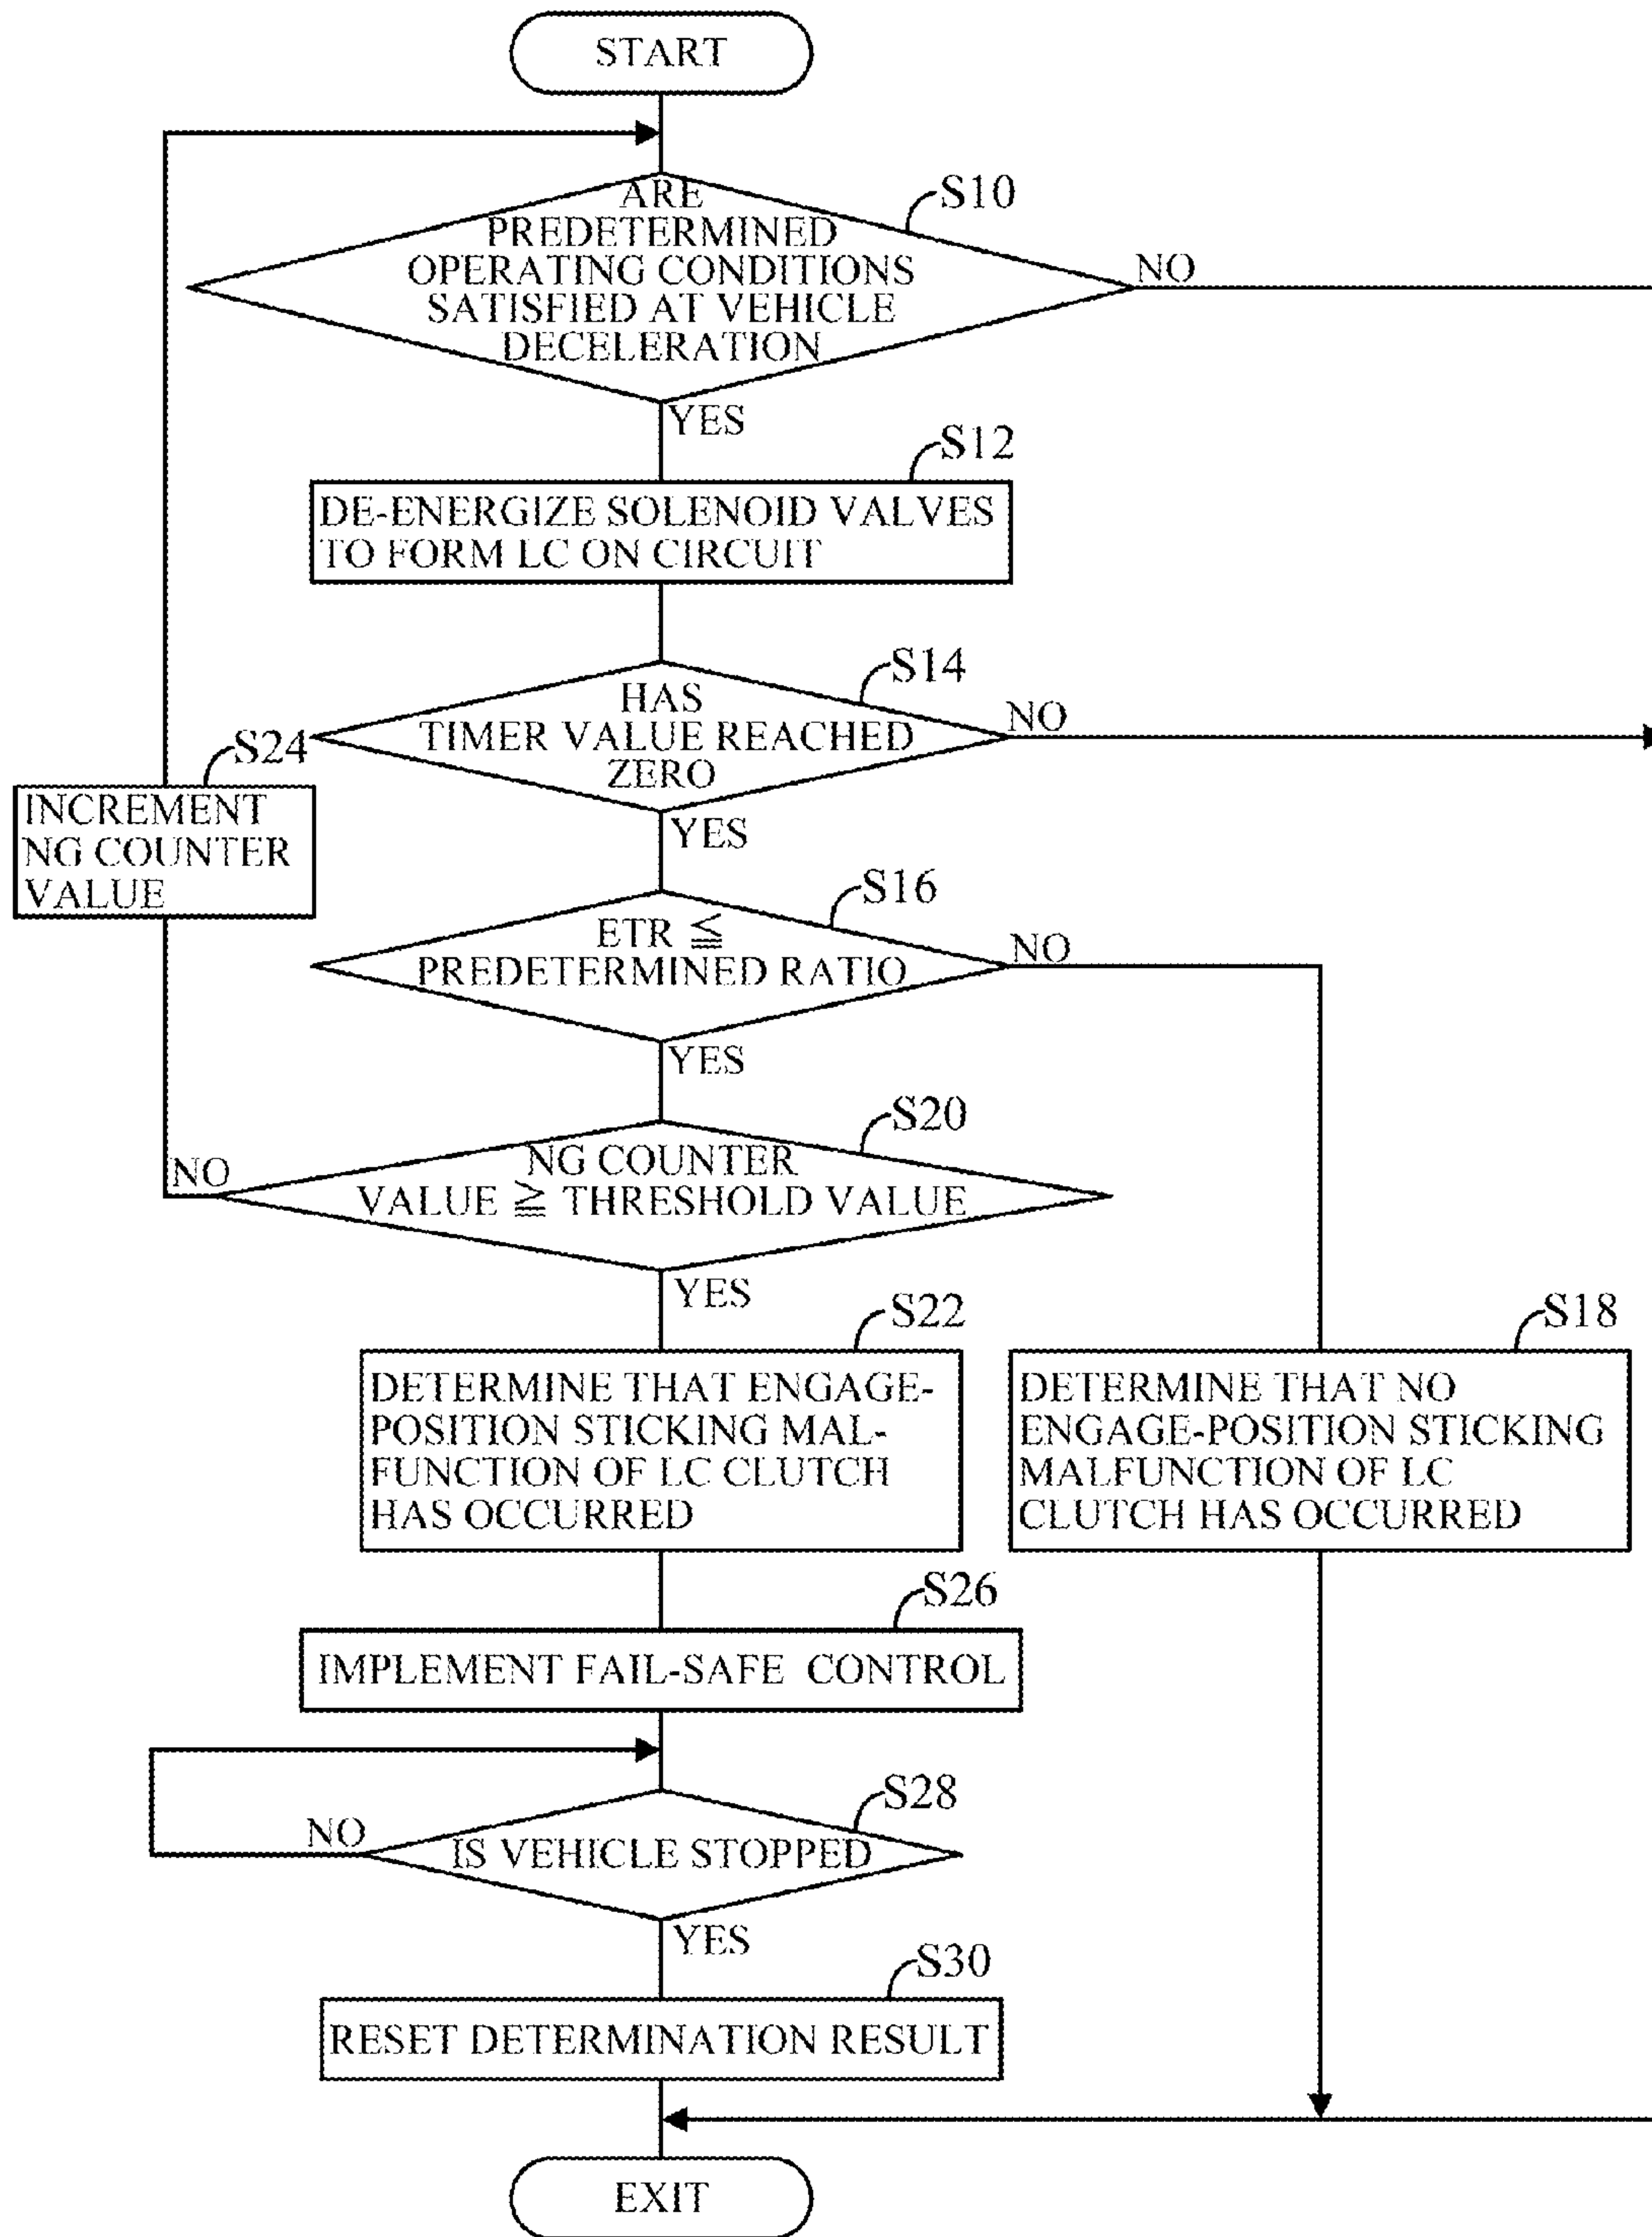 START
ARE
PREDETERMINED
OPERATING CONDITIONS
SATISFIED AT VEHICLE
DECELERATION
S10
NO
YES
S12
DE-ENERGIZE SOLENOID VALVES
TO FORM LC ON CIRCUIT
S14
HAS
TIMER VALUE REACHED
ZERO
NO
YES
S24
INCREMENT
NG COUNTER
VALUE
S16
ETR ≦
PREDETERMINED RATIO
NO
YES
S20
NG COUNTER
VALUE ≧ THRESHOLD VALUE
NO
YES
S22
DETERMINE THAT ENGAGE-
POSITION STICKING MAL-
FUNCTION OF LC CLUTCH
HAS OCCURRED
S18
DETERMINE THAT NO
ENGAGE-POSITION STICKING
MALFUNCTION OF LC
CLUTCH HAS OCCURRED
S26
IMPLEMENT FAIL-SAFE CONTROL
S28
IS VEHICLE STOPPED
NO
YES
S30
RESET DETERMINATION RESULT
EXIT